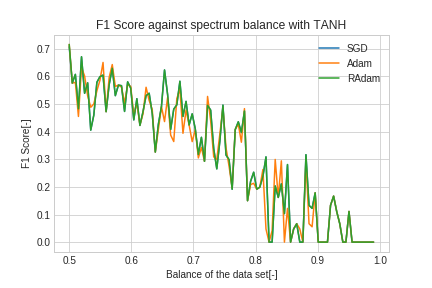 F1 Score against spectrum balance with TANH
SGD
Adam
RAdam
F1 Score[-]
0.7
0.6
0.5
0.4
0.3
0.2
0.1
0.0
0.5 0.6 0.7 0.8 0.9 1.0
Balance of the data set[-]